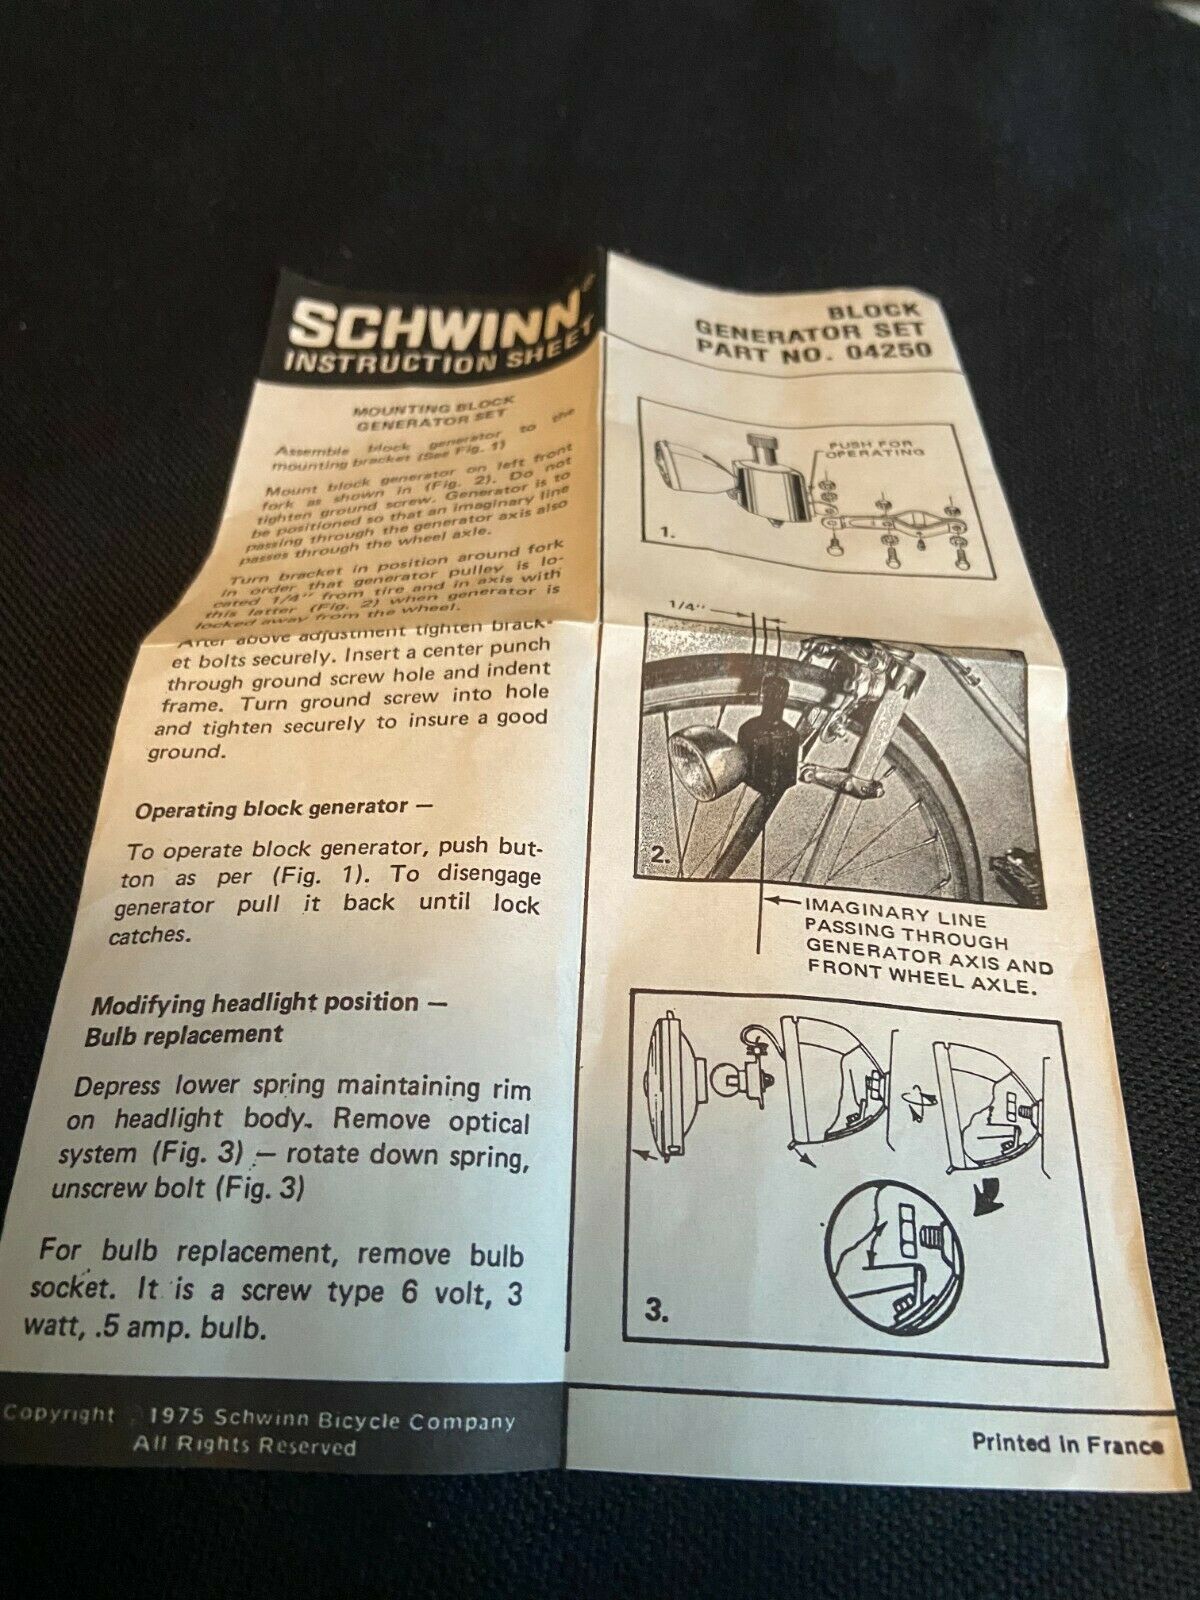 SCHWINN®
INSTRUCTION SHEET
MOUNTING BLOCK
GENERATOR SET
Assemble block generator to the
mounting bracket (See Fig. 1)
Mount block generator on left front
fork as shown in (Fig. 2). Do not
tighten ground screw. Generator is to
be positioned so that an imaginary line
passing through the generator axis also
passes through the wheel axle.
Turn bracket in position around fork
in order that generator pulley is lo-
cated 1/4" from tire and in axis with
this latter (Fig. 2) when generator is
locked away from the wheel.
After above adjustment tighten brack-
et bolts securely. Insert a center punch
through ground screw hole and indent
frame. Turn ground screw into hole
and tighten securely to insure a good
ground.
Operating block generator —
To operate block generator, push but-
ton as per (Fig. 1). To disengage
generator pull it back until lock
catches.
Modifying headlight position —
Bulb replacement
Depress lower spring maintaining rim
on headlight body. Remove optical
system (Fig. 3) — rotate down spring,
unscrew bolt (Fig. 3)
For bulb replacement, remove bulb
socket. It is a screw type 6 volt, 3
watt, .5 amp. bulb.
Copyright 1975 Schwinn Bicycle Company
All Rights Reserved
BLOCK
GENERATOR SET
PART NO. 04250
PUSH FOR
OPERATING
1.
1/4"
2.
IMAGINARY LINE
PASSING THROUGH
GENERATOR AXIS AND
FRONT WHEEL AXLE.
3.
Printed in France